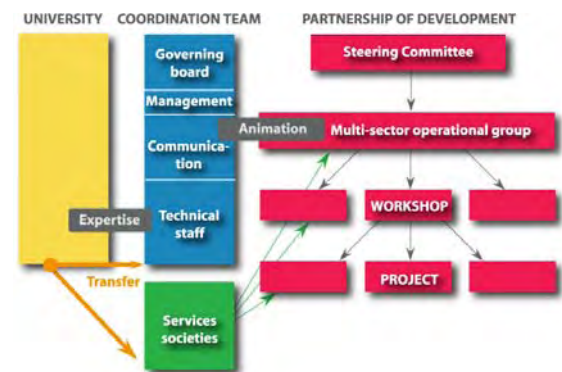 UNIVERSITY
COORDINATION TEAM
PARTNERSHIP OF DEVELOPMENT
Governing
board
Management
Communica-
tion
Technical
staff
Services
societies
Expertise
Animation
Transfer
Steering Committee
Multi-sector operational group
WORKSHOP
PROJECT